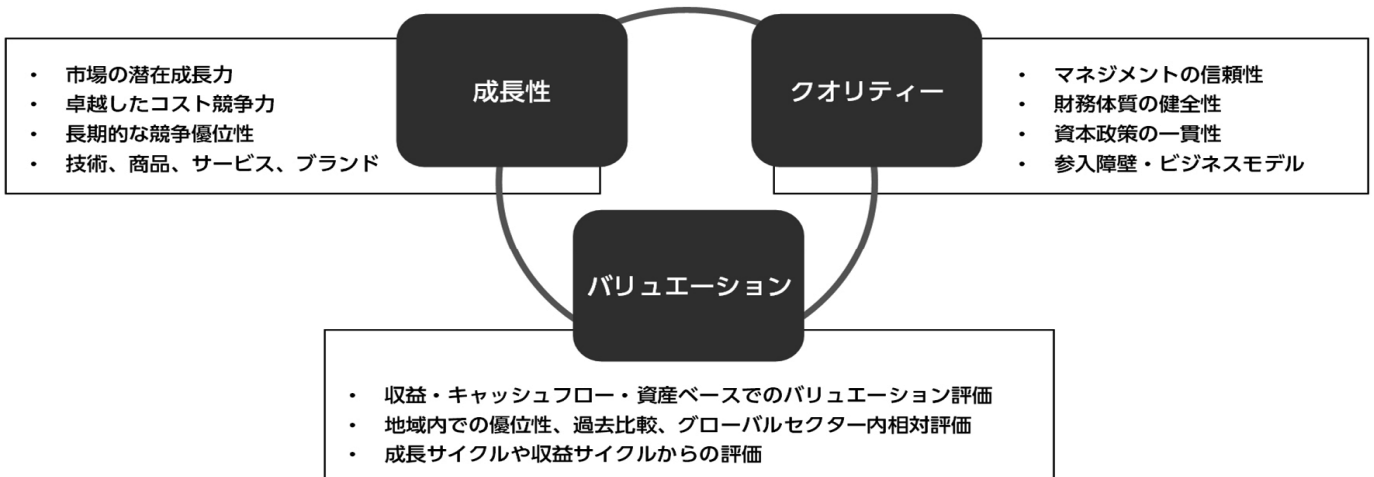 成長性
・ 市場の潜在成長力
・ 卓越したコスト競争力
・ 長期的な競争優位性
・ 技術、商品、サービス、ブランド
クオリティー
・ マネジメントの信頼性
・ 財務体質の健全性
・ 資本政策の一貫性
・ 参入障壁・ビジネスモデル
バリュエーション
・ 収益・キャッシュフロー・資産ベースでのバリュエーション評価
・ 地域内での優位性、過去比較、グローバルセクター内相対評価
・ 成長サイクルや収益サイクルからの評価